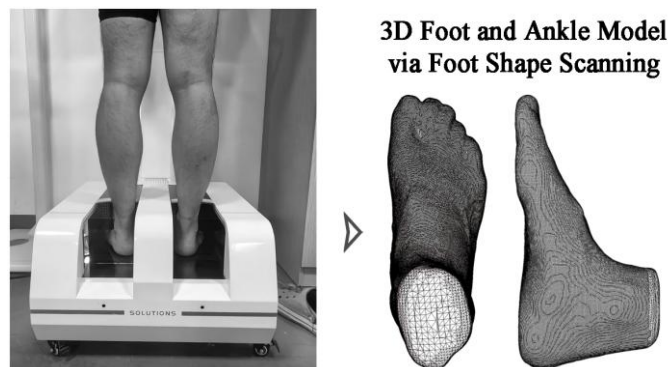 3D Foot and Ankle Model
via Foot Shape Scanning
SOLUTIONS